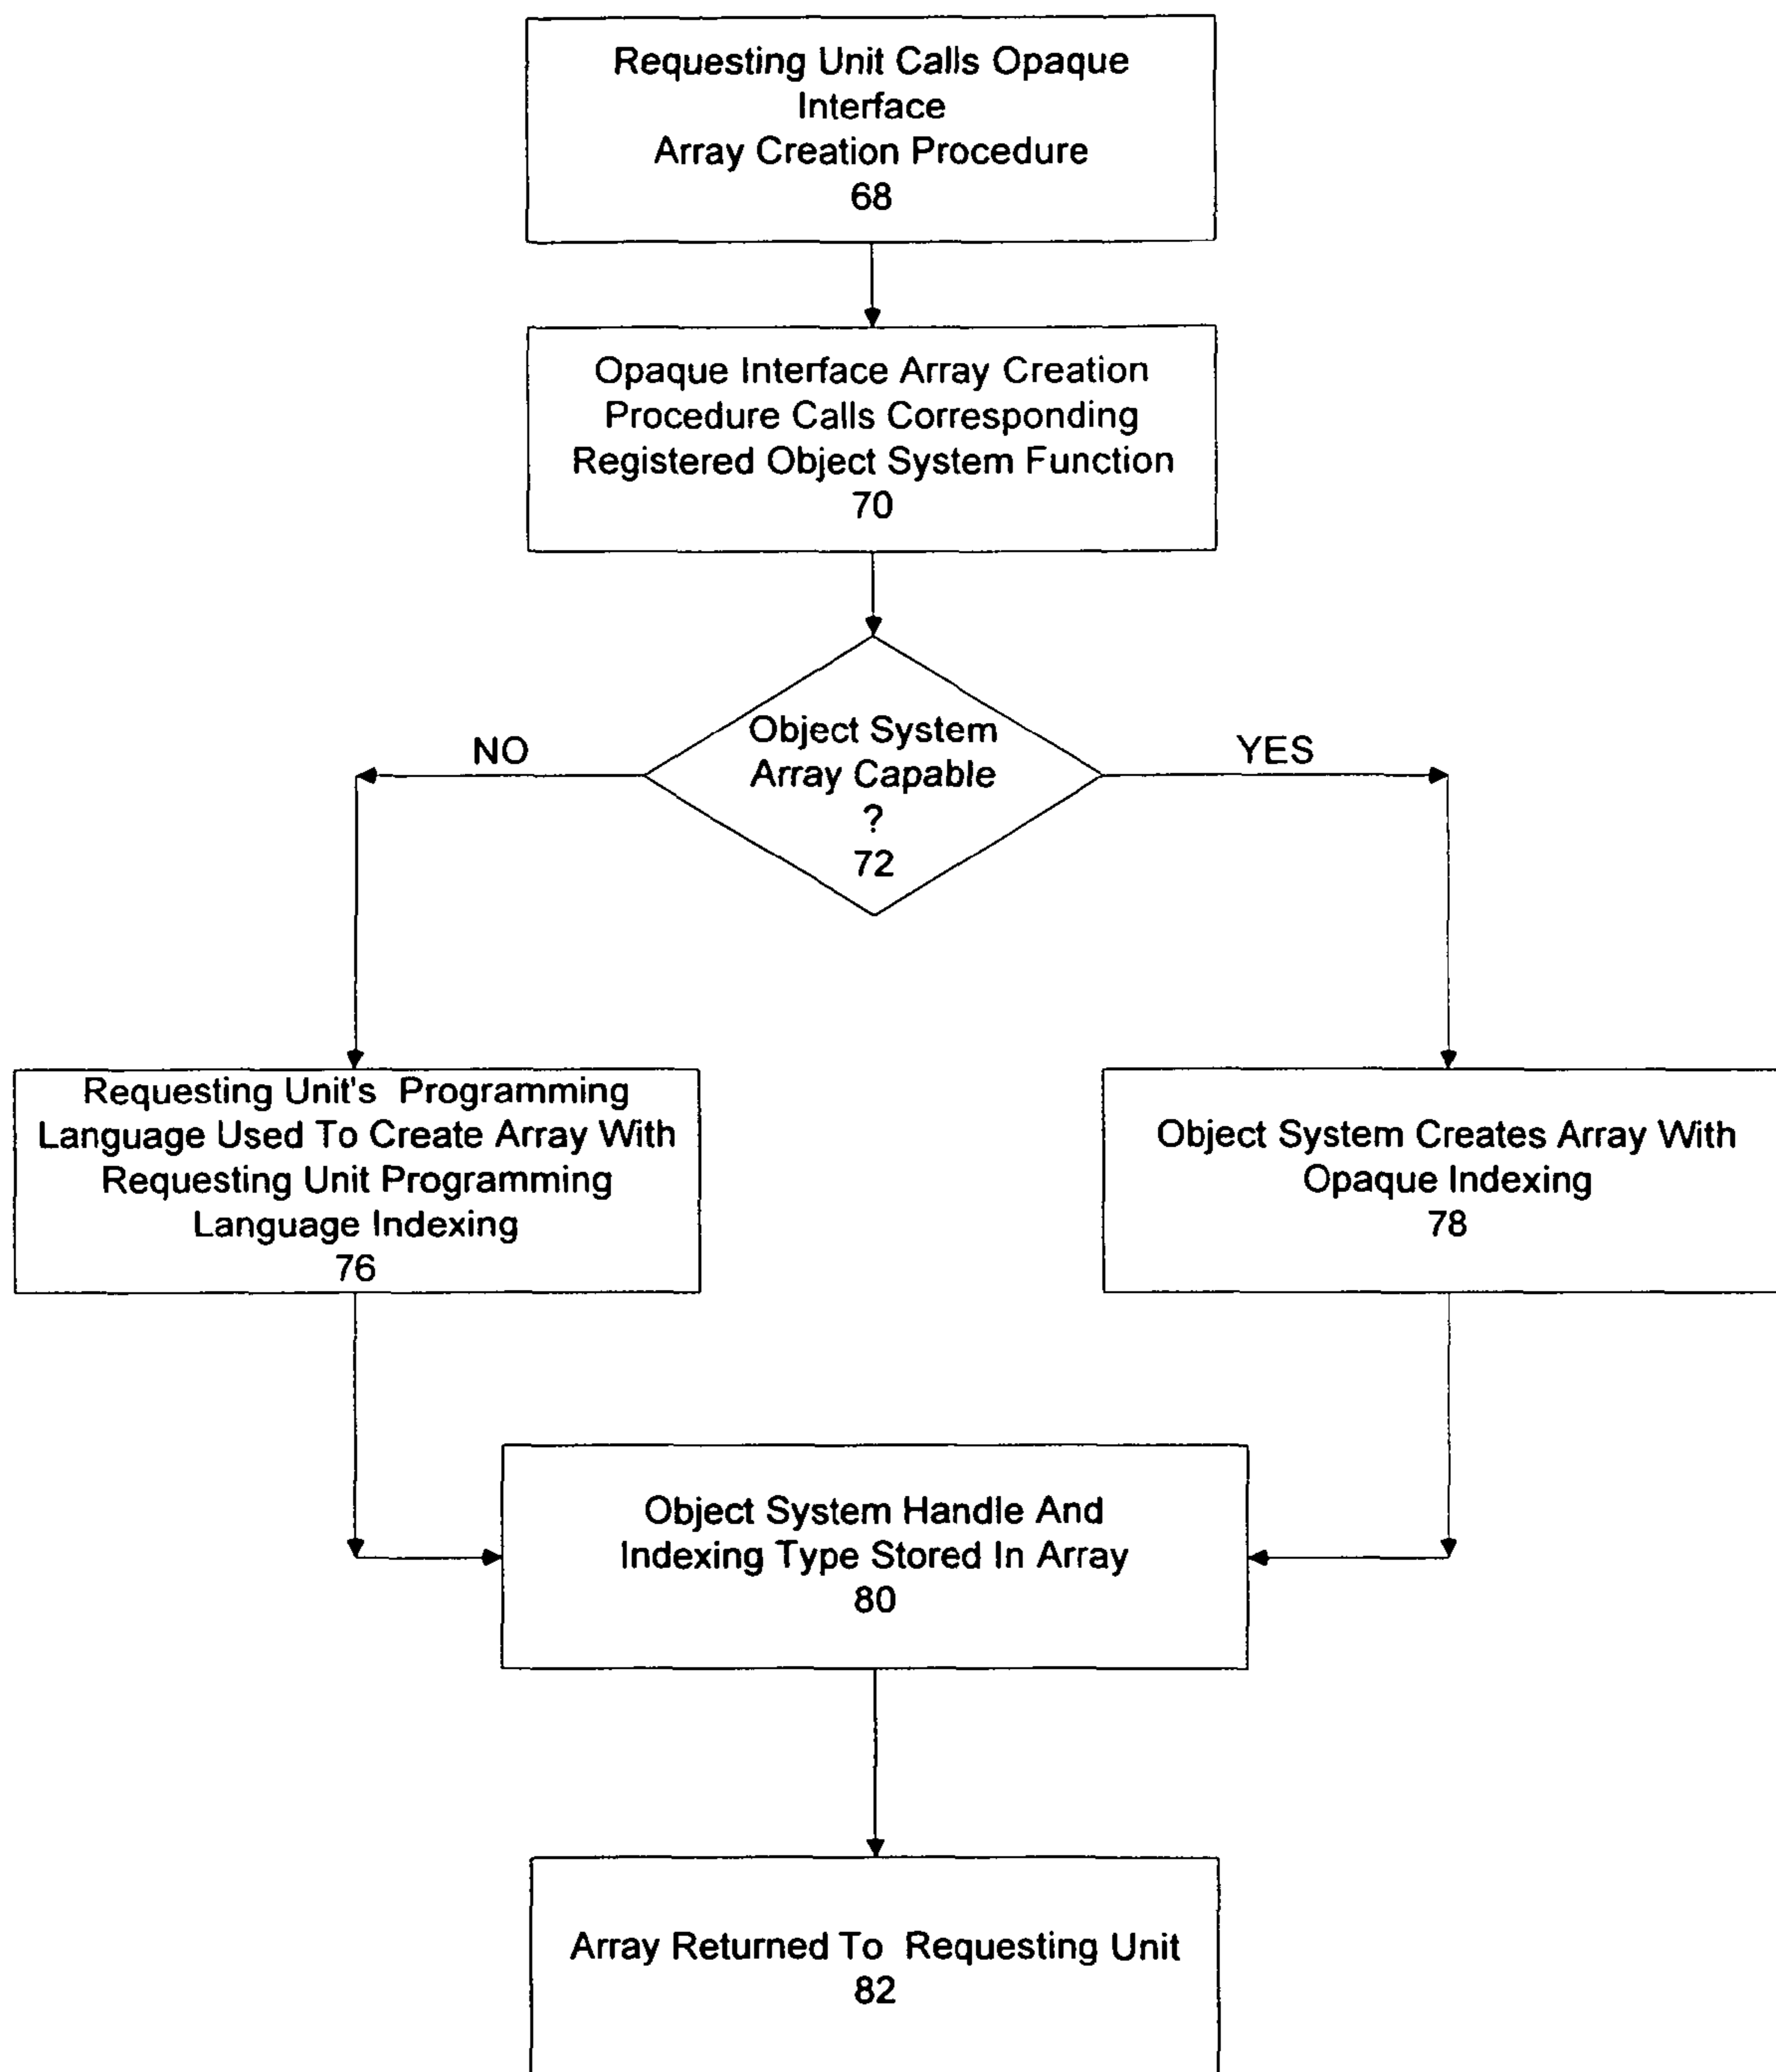 Requesting Unit Calls Opaque
Interface
Array Creation Procedure
68
Opaque Interface Array Creation
Procedure Calls Corresponding
Registered Object System Function
70
Object System
Array Capable
?
72
NO
YES
Requesting Unit's Programming
Language Used To Create Array With
Requesting Unit Programming
Language Indexing
76
Object System Creates Array With
Opaque Indexing
78
Object System Handle And
Indexing Type Stored In Array
80
Array Returned To Requesting Unit
82